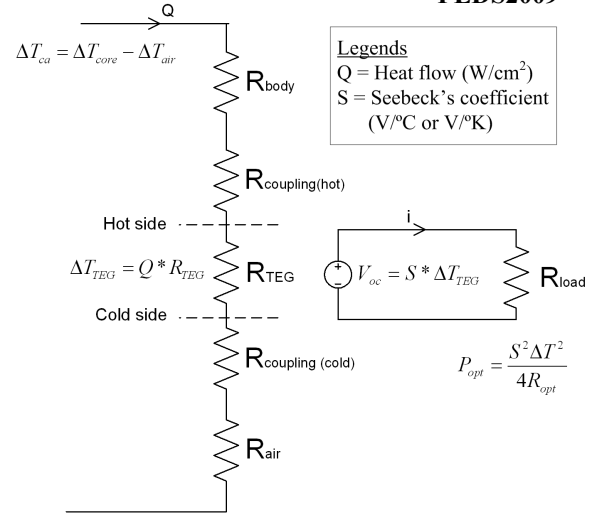 Q
ΔT_ca = ΔT_core − ΔT_air
R_body
Legends
Q = Heat flow (W/cm²)
S = Seebeck's coefficient
(V/ºC or V/ºK)
R_coupling(hot)
Hot side
ΔT_TEG = Q * R_TEG
R_TEG
Cold side
R_coupling (cold)
R_air
i
+
−
V_oc = S * ΔT_TEG
R_load
P_opt = S²ΔT² / 4R_opt